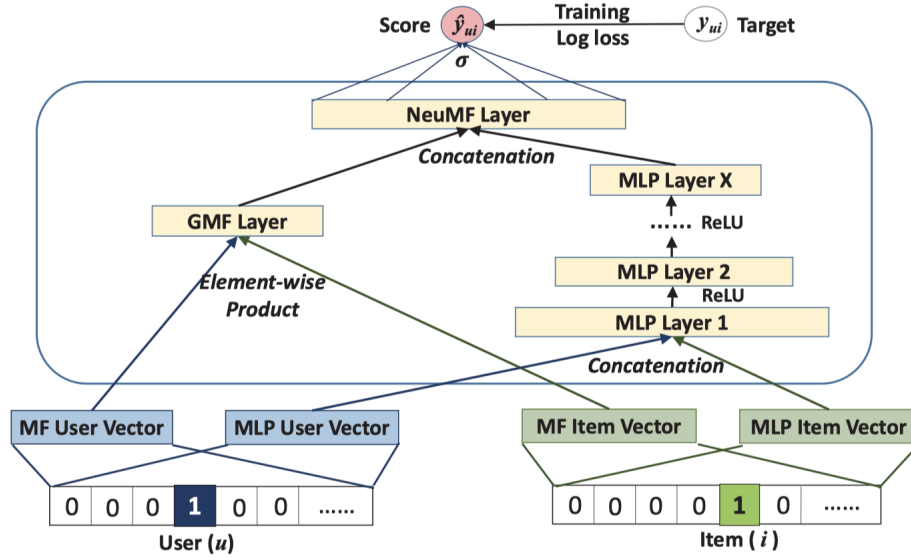 Score ŷui Training yui Target
Log loss
σ
NeuMF Layer
Concatenation
MLP Layer X
GMF Layer
…… ReLU
Element-wise
Product
MLP Layer 2
ReLU
MLP Layer 1
Concatenation
MF User Vector MLP User Vector MF Item Vector MLP Item Vector
0 0 0 1 0 0 …… 0 0 0 0 1 0 ……
User (u) Item ( i )